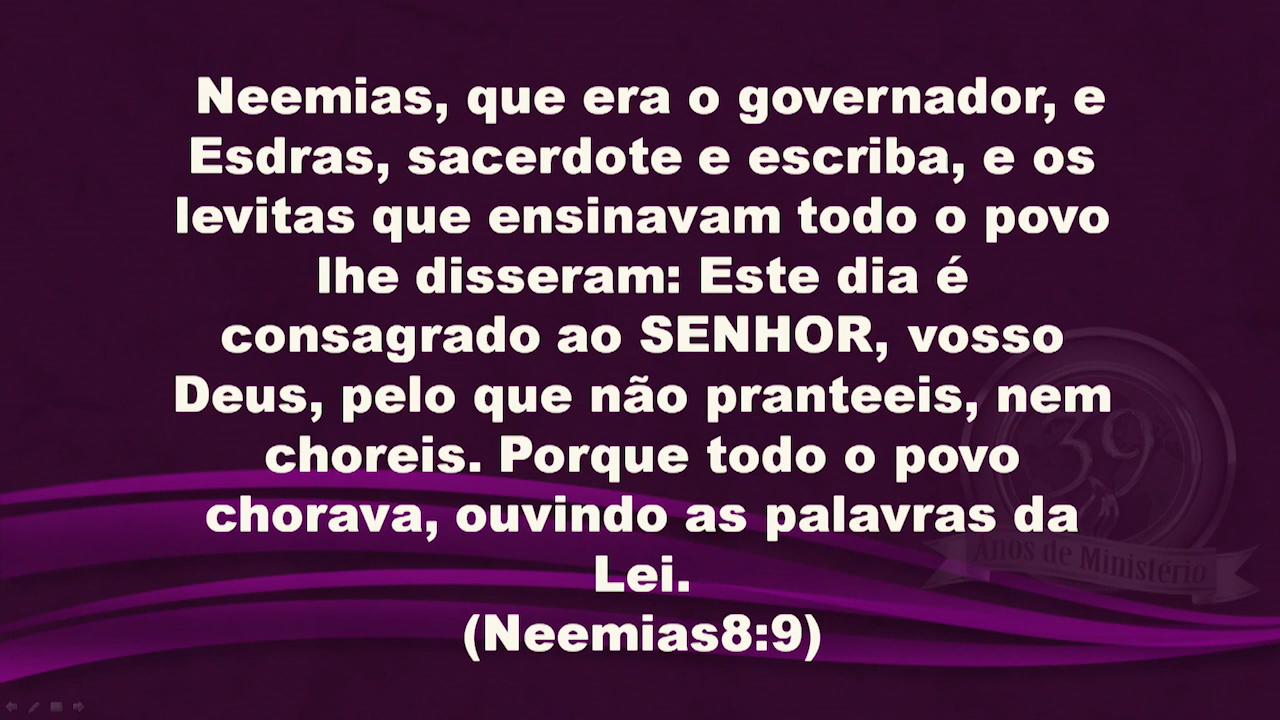 Neemias, que era o governador, e
Esdras, sacerdote e escriba, e os
levitas que ensinavam todo o povo
lhe disseram: Este dia é
consagrado ao SENHOR, vosso
Deus, pelo que não pranteeis, nem
choreis. Porque todo o povo
chorava, ouvindo as palavras da
Lei.
(Neemias8:9)
39
Anos de Ministério